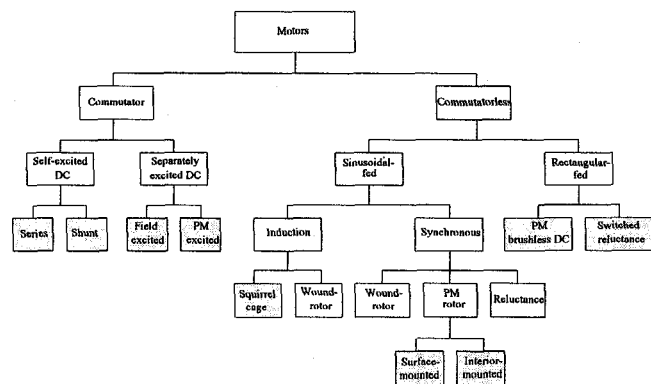 Motors
Commutator
Commutatorless
Self-excited
DC
Separately
excited DC
Sinusoidal-
fed
Rectangular-
fed
Series
Shunt
Field
excited
PM
excited
Induction
Synchronous
PM
brushless DC
Switched
reluctance
Squirrel
cage
Wound-
rotor
Wound-
rotor
PM
rotor
Reluctance
Surface-
mounted
Interior-
mounted